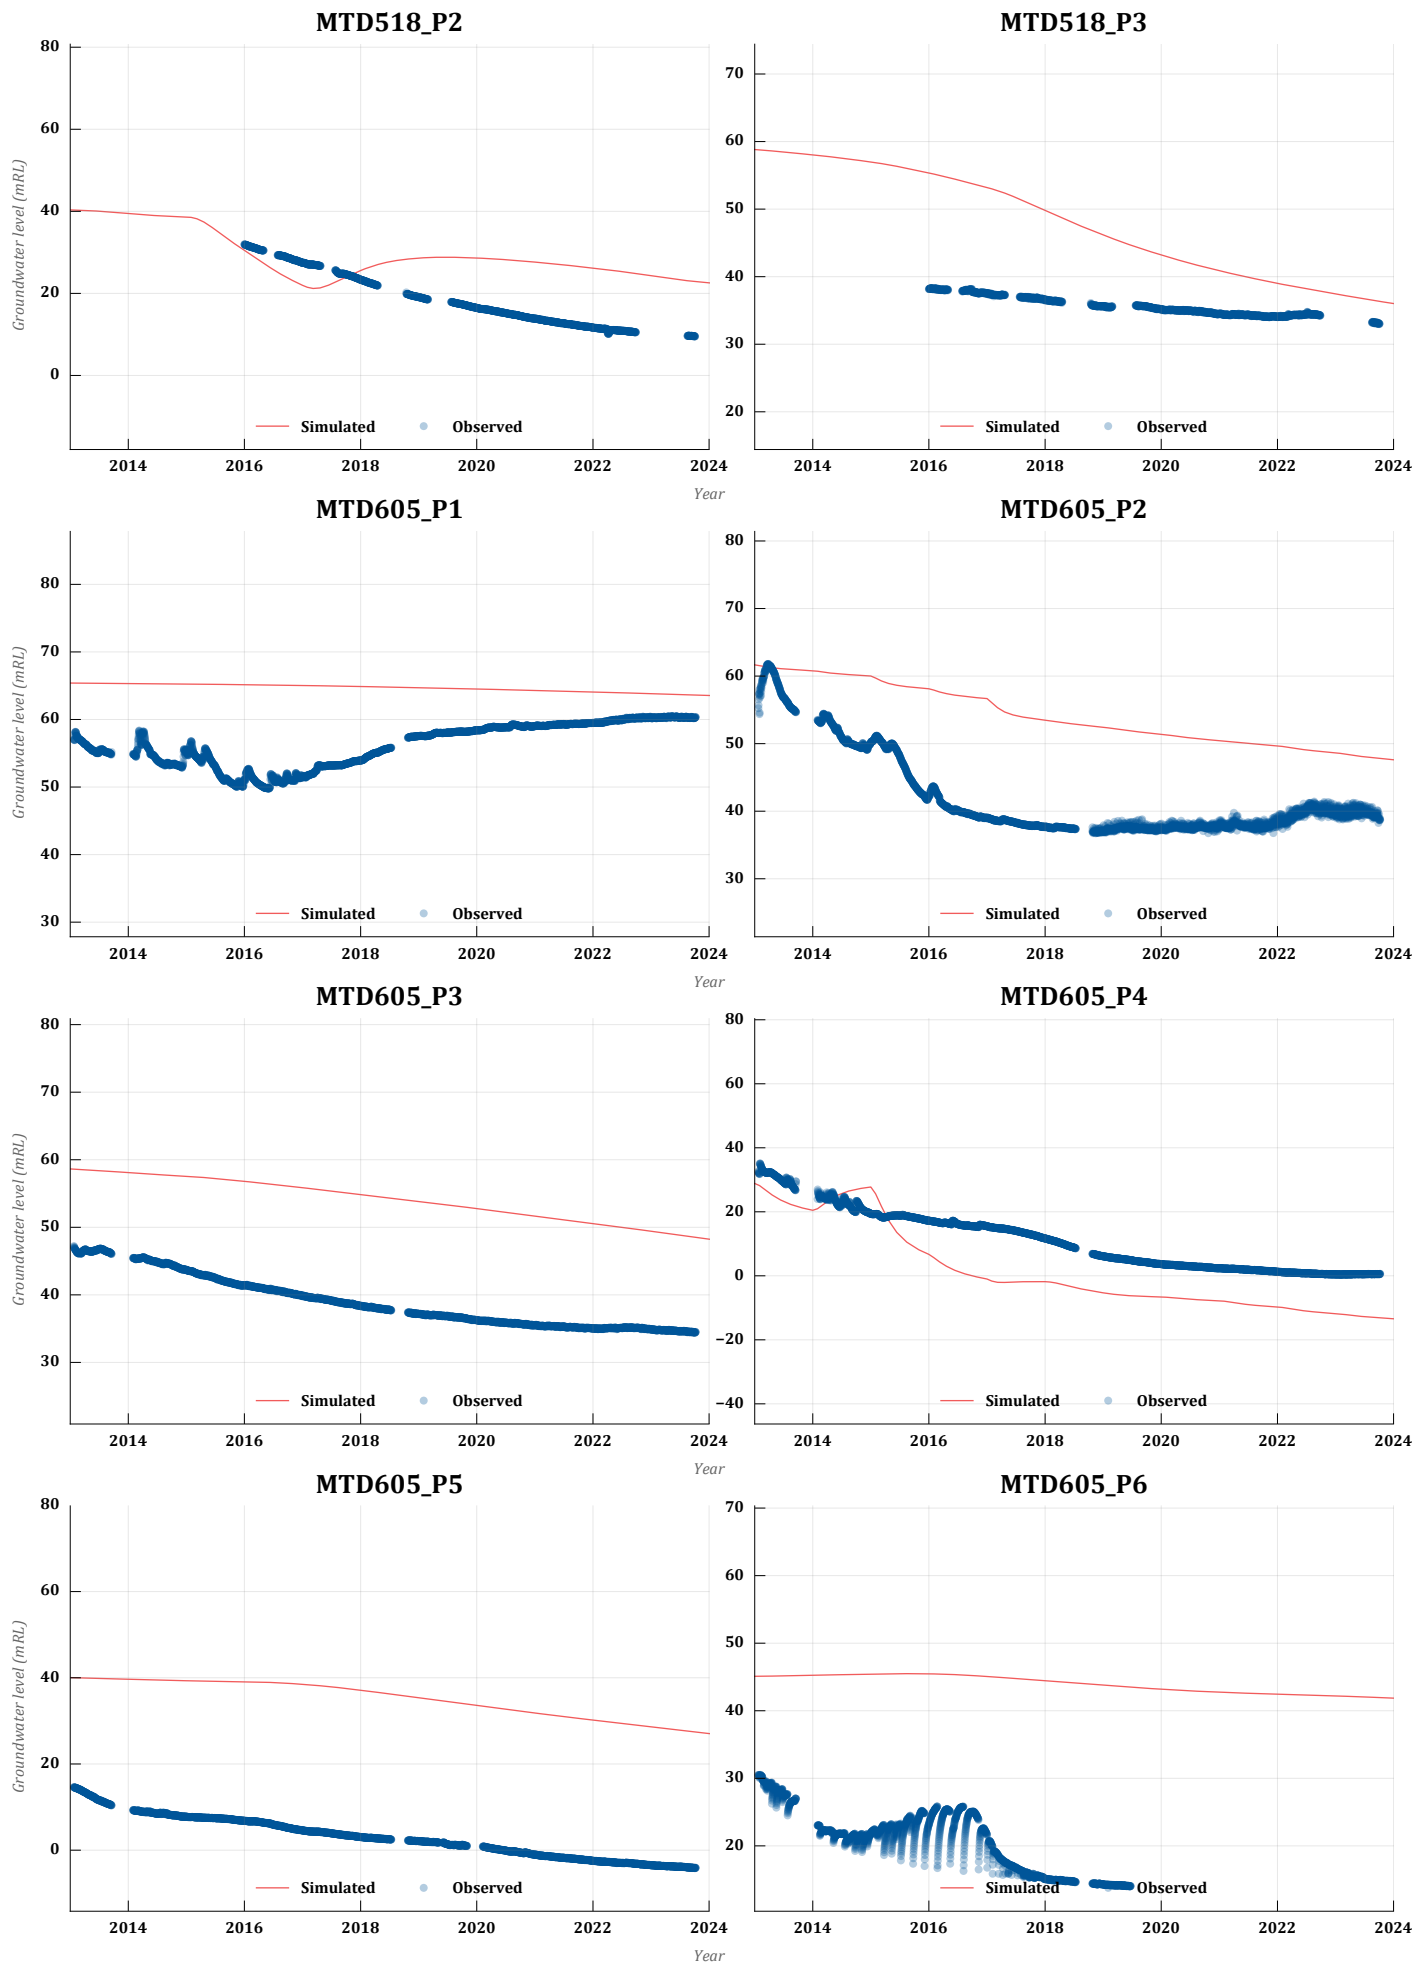 MTD518_P2
MTD518_P3
Groundwater level (mRL)
80
60
40
20
0
Simulated
Observed
2014 2016 2018 2020 2022 2024
70
60
50
40
30
20
Simulated
Observed
2014 2016 2018 2020 2022 2024
Year
MTD605_P1
MTD605_P2
Groundwater level (mRL)
80
70
60
50
40
30
Simulated
Observed
2014 2016 2018 2020 2022 2024
80
70
60
50
40
30
Simulated
Observed
2014 2016 2018 2020 2022 2024
Year
MTD605_P3
MTD605_P4
Groundwater level (mRL)
80
70
60
50
40
30
Simulated
Observed
2014 2016 2018 2020 2022 2024
80
60
40
20
0
−20
−40
Simulated
Observed
2014 2016 2018 2020 2022 2024
Year
MTD605_P5
MTD605_P6
Groundwater level (mRL)
80
60
40
20
0
Simulated
Observed
2014 2016 2018 2020 2022 2024
70
60
50
40
30
20
Simulated
Observed
2014 2016 2018 2020 2022 2024
Year